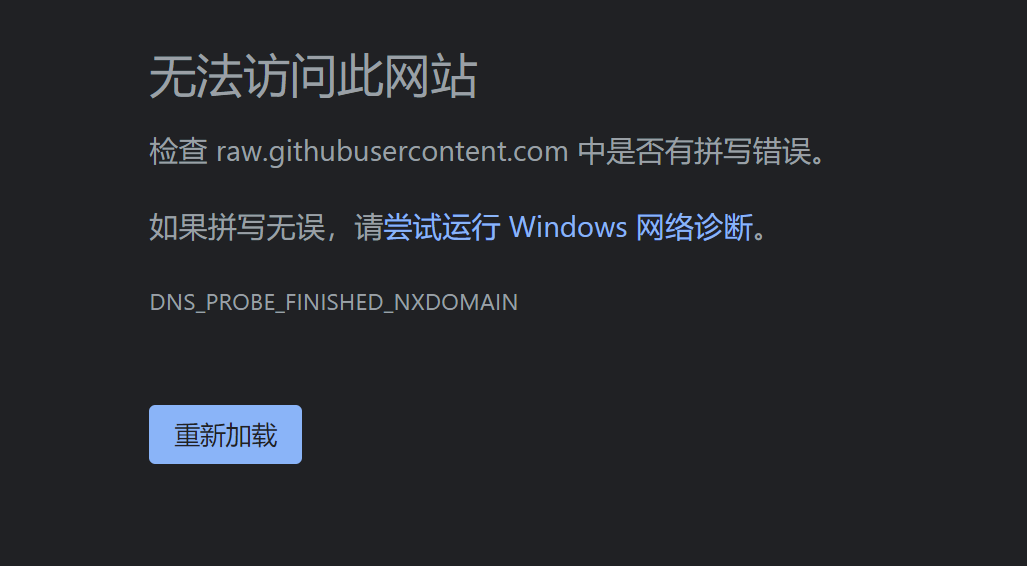 无法访问此网站
检查 raw.githubusercontent.com 中是否有拼写错误。
如果拼写无误，请尝试运行 Windows 网络诊断。
DNS_PROBE_FINISHED_NXDOMAIN
重新加载